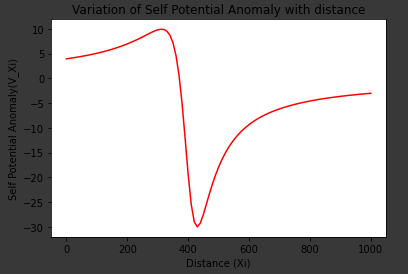 Variation of Self Potential Anomaly with distance
10
5
0
−5
−10
−15
−20
−25
−30
Self Potential Anomaly(V_Xi)
0 200 400 600 800 1000
Distance (Xi)